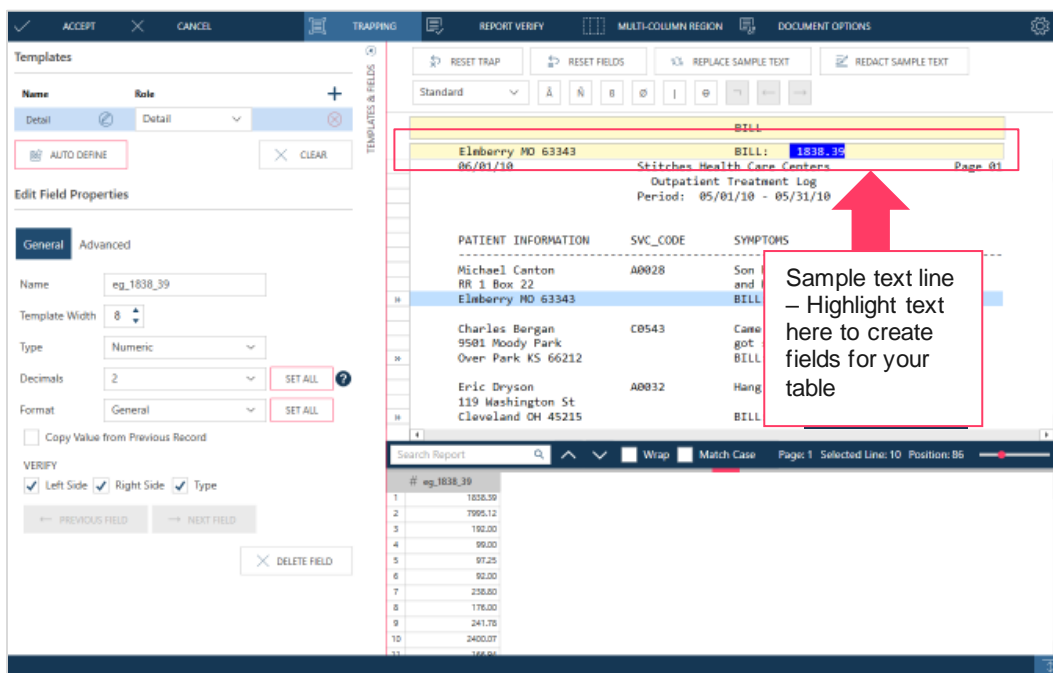 ACCEPT CANCEL TRAPPING REPORT VERIFY MULTI-COLUMN REGION DOCUMENT OPTIONS
Templates
Name Role
Detail Detail
AUTO DEFINE CLEAR
Edit Field Properties
General Advanced
Name eg_1838_39
Template Width 8
Type Numeric
Decimals 2 SET ALL ?
Format General SET ALL
Copy Value from Previous Record
VERIFY
Left Side Right Side Type
PREVIOUS FIELD NEXT FIELD
DELETE FIELD
TEMPLATES & FIELDS
RESET TRAP RESET FIELDS REPLACE SAMPLE TEXT REDACT SAMPLE TEXT
Standard Ã Ñ ß Ø |
BILL
Elmberry MO 63343 BILL: 1838.39
06/01/10 Stitches Health Care Centers Page 01
Outpatient Treatment Log
Period: 05/01/10 - 05/31/10
PATIENT INFORMATION SVC_CODE SYMPTOMS
Michael Canton A0028 Son
RR 1 Box 22 and
Elmberry MO 63343 BILL
Charles Bergan C0543 Came
9501 Moody Park got
Over Park KS 66212 BILL
Eric Dryson A0032 Hang
119 Washington St
Cleveland OH 45215 BILL
Sample text line
– Highlight text
here to create
fields for your
table
Search Report Wrap Match Case Page: 1 Selected Line: 10 Position: 86
# eg_1838_39
1 1838.39
2 7995.12
3 192.00
4 99.00
5 97.25
6 92.00
7 238.80
8 176.00
9 241.78
10 2400.07
11